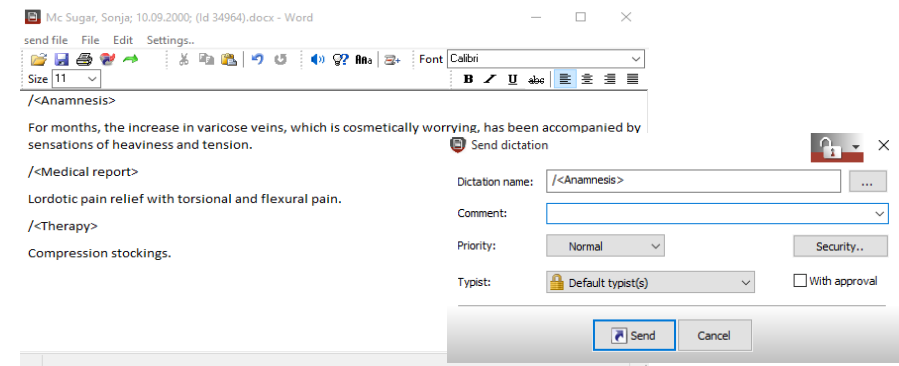 Mc Sugar, Sonja; 10.09.2000; (Id 34964).docx - Word
send file File Edit Settings..
Font Calibri
Size 11
B I U abc
/<Anamnesis>
For months, the increase in varicose veins, which is cosmetically worrying, has been accompanied by
sensations of heaviness and tension.
/<Medical report>
Lordotic pain relief with torsional and flexural pain.
/<Therapy>
Compression stockings.
Send dictation
1
Dictation name: /<Anamnesis> ...
Comment:
Priority: Normal Security..
Typist: Default typist(s) With approval
Send Cancel